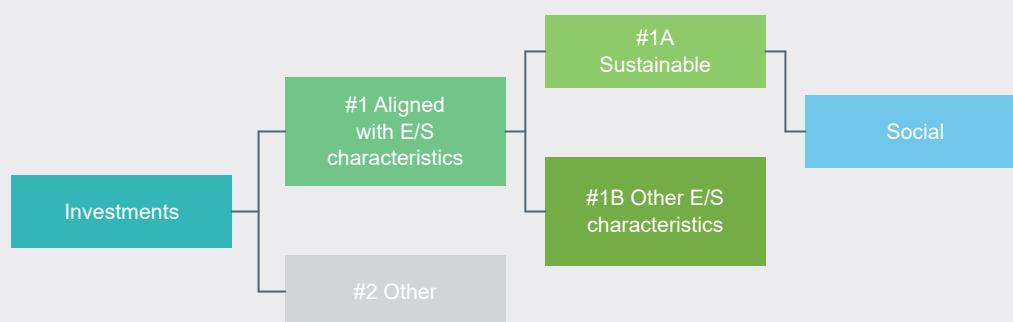 #1A
Sustainable
#1 Aligned
with E/S
characteristics
Social
Investments
#1B Other E/S
characteristics
#2 Other